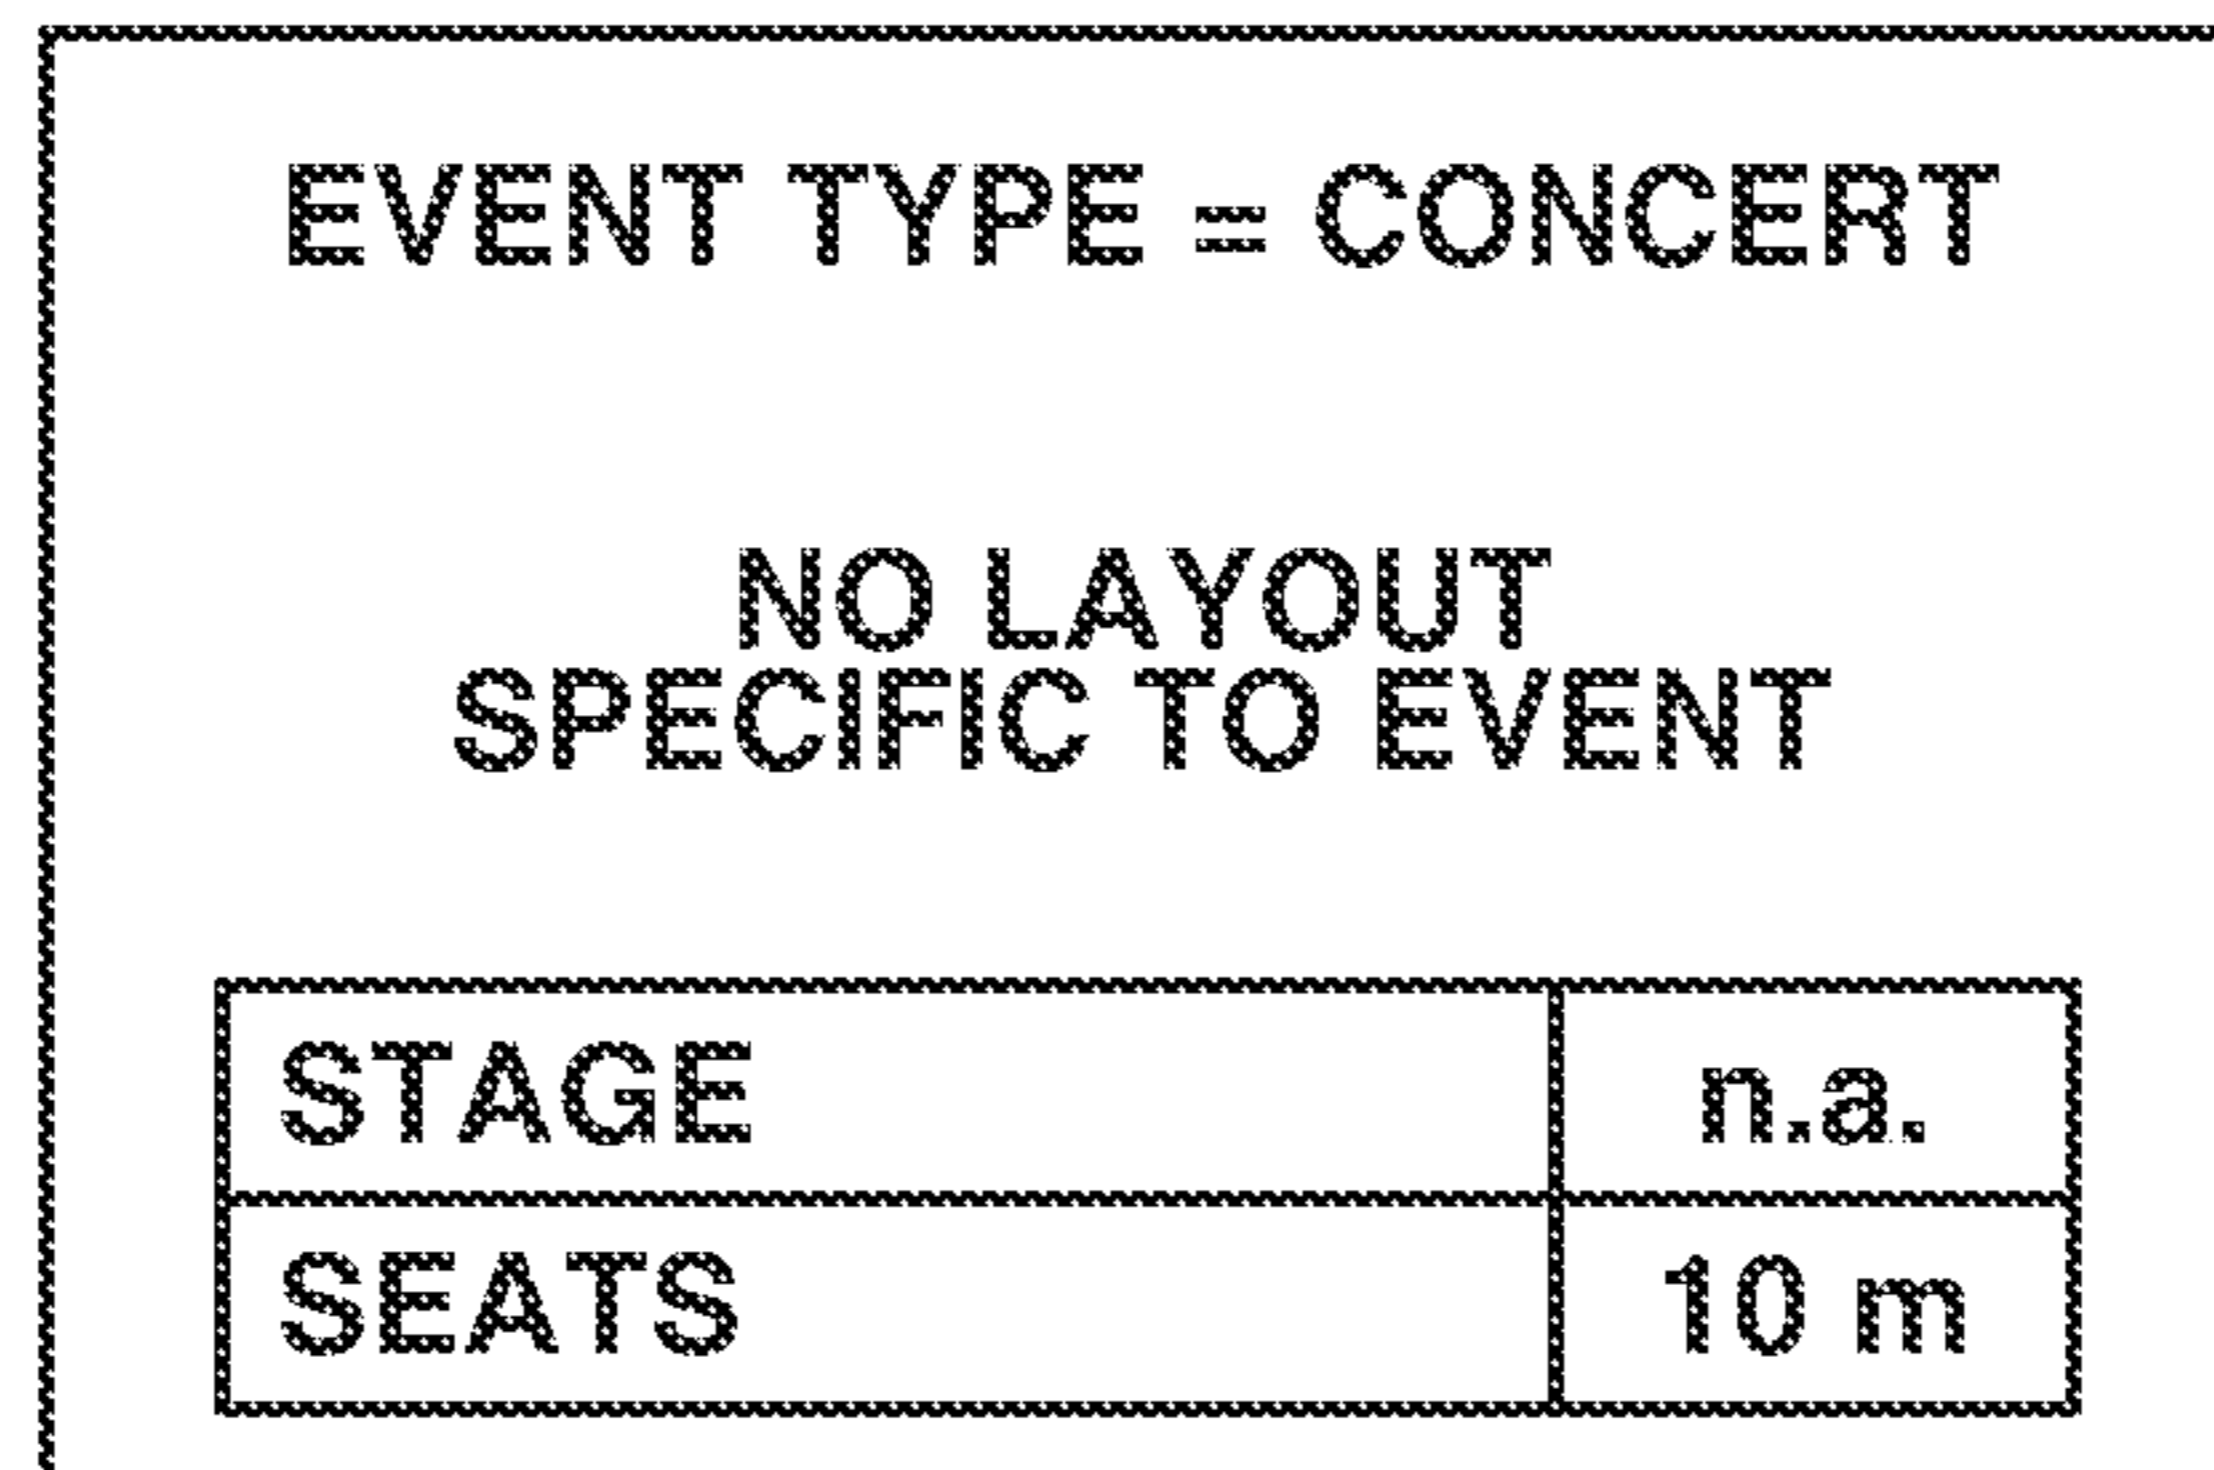 EVENT TYPE = CONCERT
NO LAYOUT
SPECIFIC TO EVENT
STAGE n.a.
SEATS 10 m